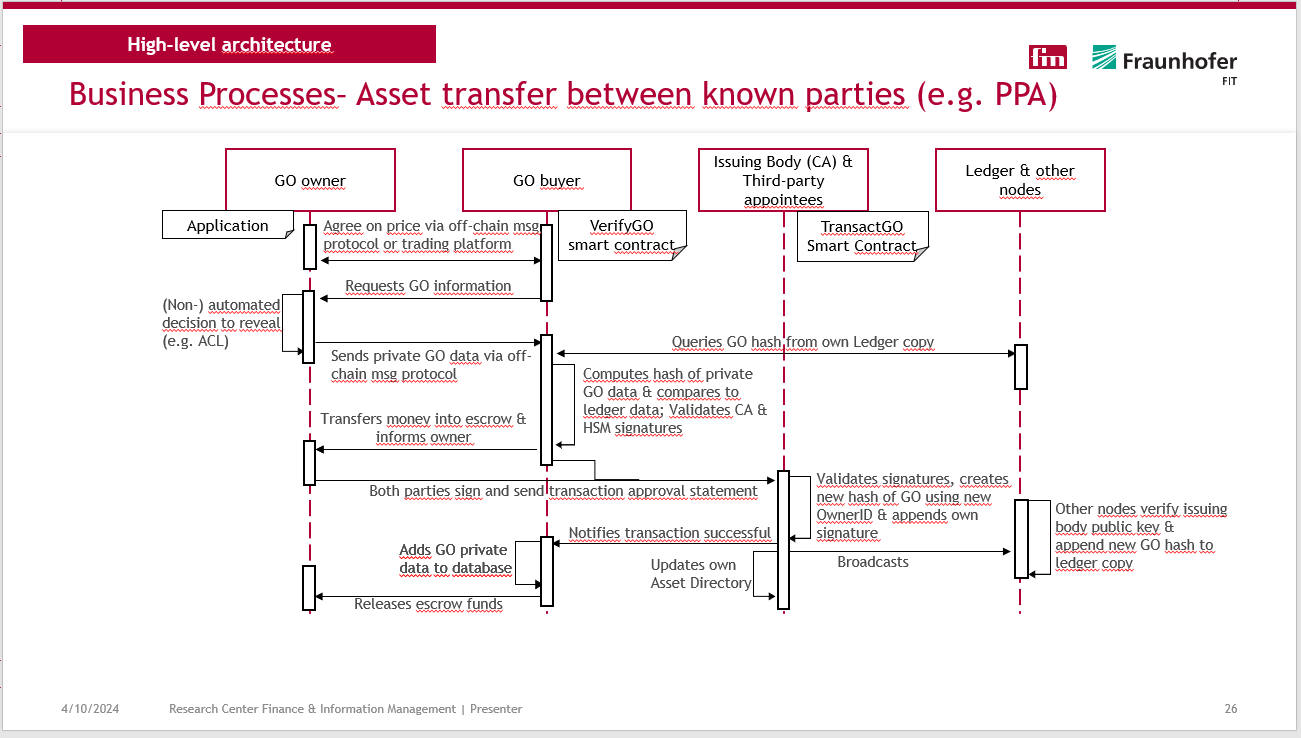 High-level architecture
fim
Fraunhofer
FIT
Business Processes– Asset transfer between known parties (e.g. PPA)
GO owner
GO buyer
Issuing Body (CA) &
Third-party
appointees
Ledger & other
nodes
Application
VerifyGO
smart contract
TransactGO
Smart Contract
Agree on price via off-chain msg
protocol or trading platform
Requests GO information
(Non-) automated
decision to reveal
(e.g. ACL)
Sends private GO data via off-
chain msg protocol
Queries GO hash from own Ledger copy
Computes hash of private
GO data & compares to
ledger data; Validates CA &
HSM signatures
Transfers money into escrow &
informs owner
Both parties sign and send transaction approval statement
Validates signatures, creates
new hash of GO using new
OwnerID & appends own
signature
Other nodes verify issuing
body public key &
append new GO hash to
ledger copy
Notifies transaction successful
Adds GO private
data to database
Updates own
Asset Directory
Broadcasts
Releases escrow funds
4/10/2024
Research Center Finance & Information Management | Presenter
26